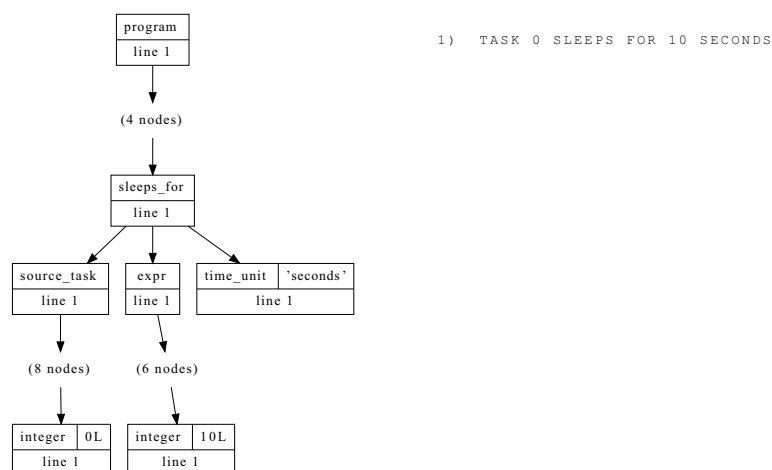 program
line 1
1) TASK 0 SLEEPS FOR 10 SECONDS
(4 nodes)
sleeps_for
line 1
source_task
line 1
expr
line 1
time_unit 'seconds'
line 1
(8 nodes)
(6 nodes)
integer 0L
line 1
integer 10L
line 1